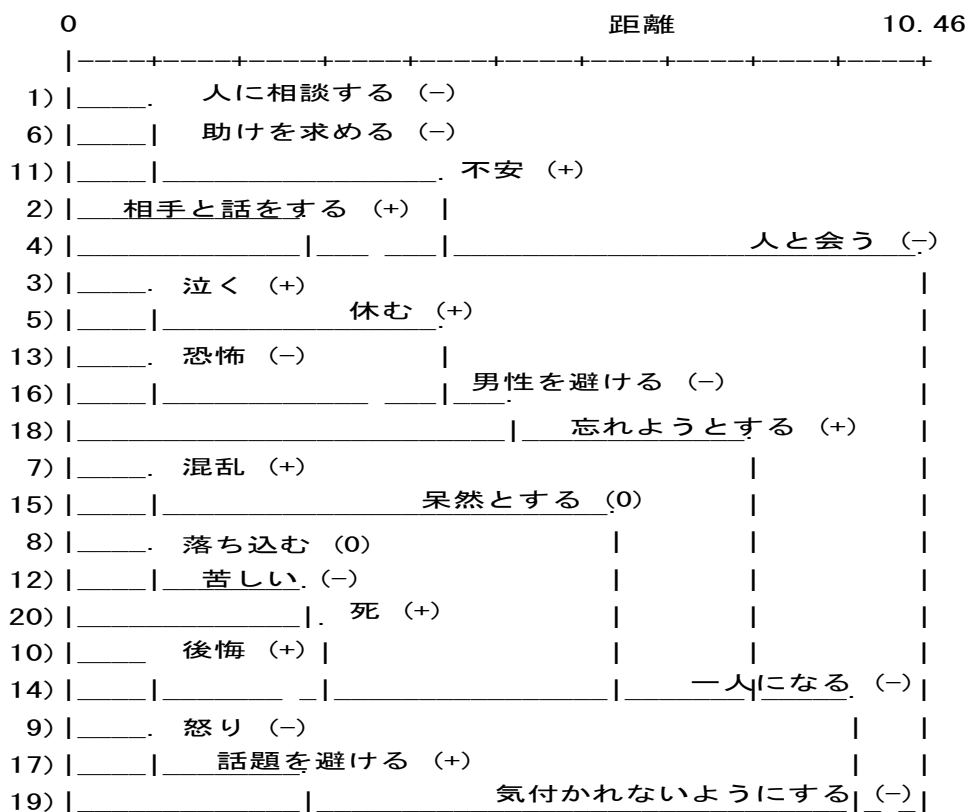 0 距離 10.46
1) 人に相談する (-)
6) 助けを求める (-)
11) 不安 (+)
2) 相手と話をする (+)
4) 人と会う (-)
3) 泣く (+)
5) 休む (+)
13) 恐怖 (-)
16) 男性を避ける (-)
18) 忘れようとする (+)
7) 混乱 (+)
15) 呆然とする (0)
8) 落ち込む (0)
12) 苦しい (-)
20) 死 (+)
10) 後悔 (+)
14) 一人になる (-)
9) 怒り (-)
17) 話題を避ける (+)
19) 気付かれないようにする (-)